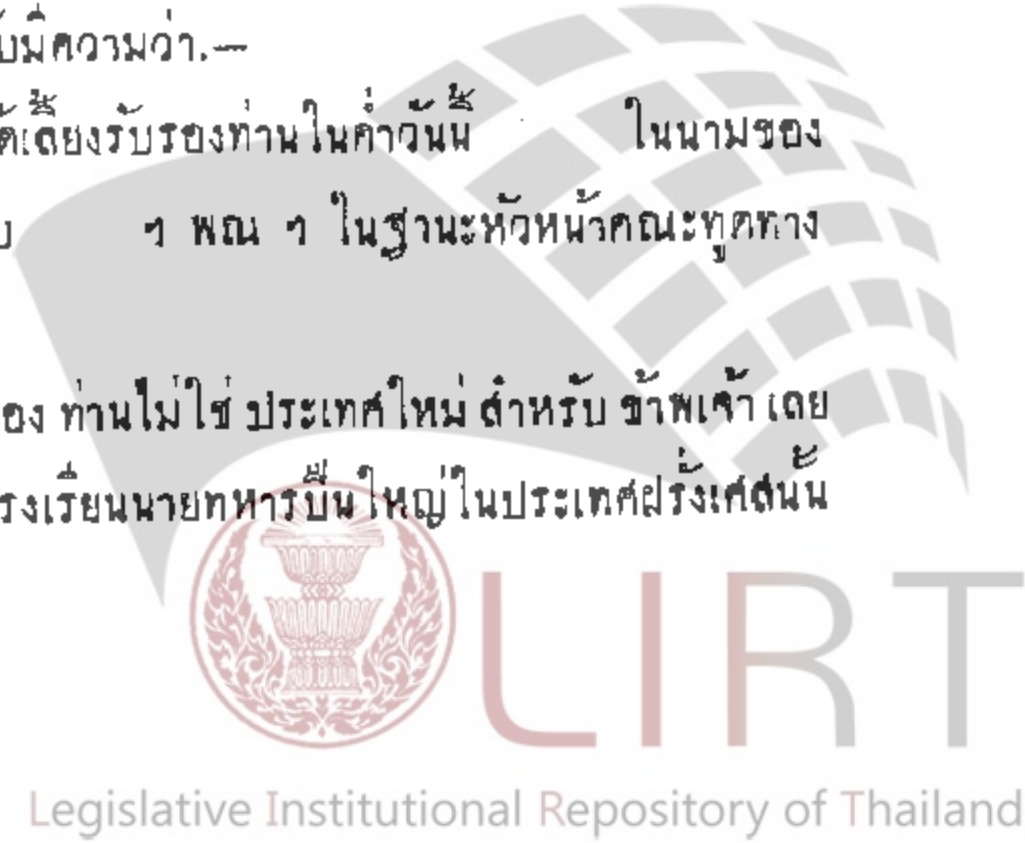 บมีความว่า.—
ด้เลี้ยงรับรองท่านในค่ำวันนี้ ในนามของ
ฯ พณ ฯ ในฐานะหัวหน้าคณะทูตทาง
อง ท่านไม่ใช่ ประเทศใหม่ สำหรับ ข้าพเจ้า เลย
รงเรียนนายทหารปืนใหญ่ในประเทศฝรั่งเศสนั้น
LIRT
Legislative Institutional Repository of Thailand